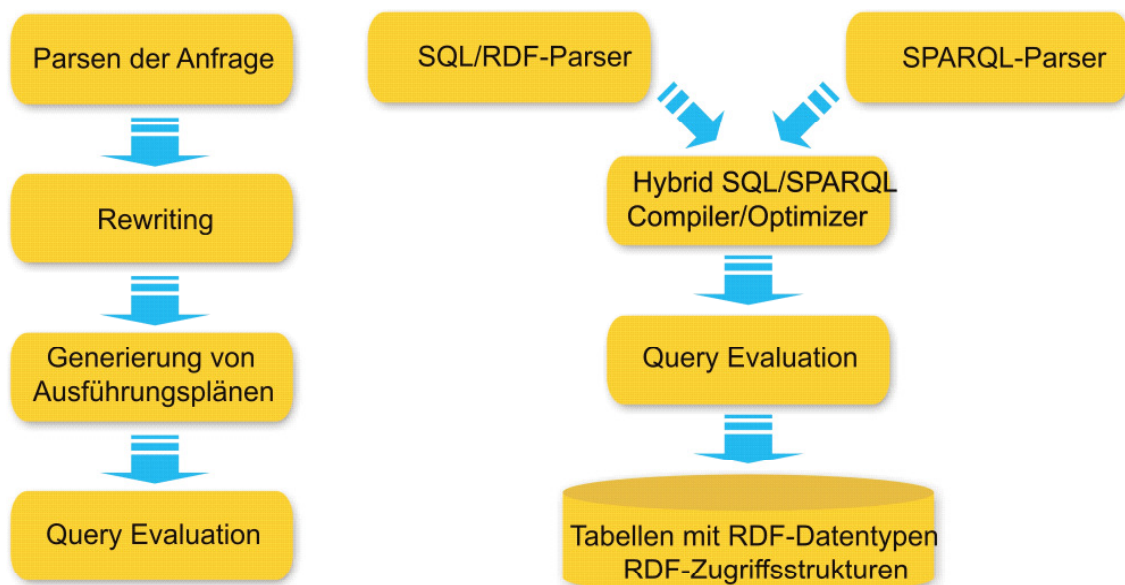 Parsen der Anfrage
Rewriting
Generierung von
Ausführungsplänen
Query Evaluation
SQL/RDF-Parser
SPARQL-Parser
Hybrid SQL/SPARQL
Compiler/Optimizer
Query Evaluation
Tabellen mit RDF-Datentypen
RDF-Zugriffsstrukturen